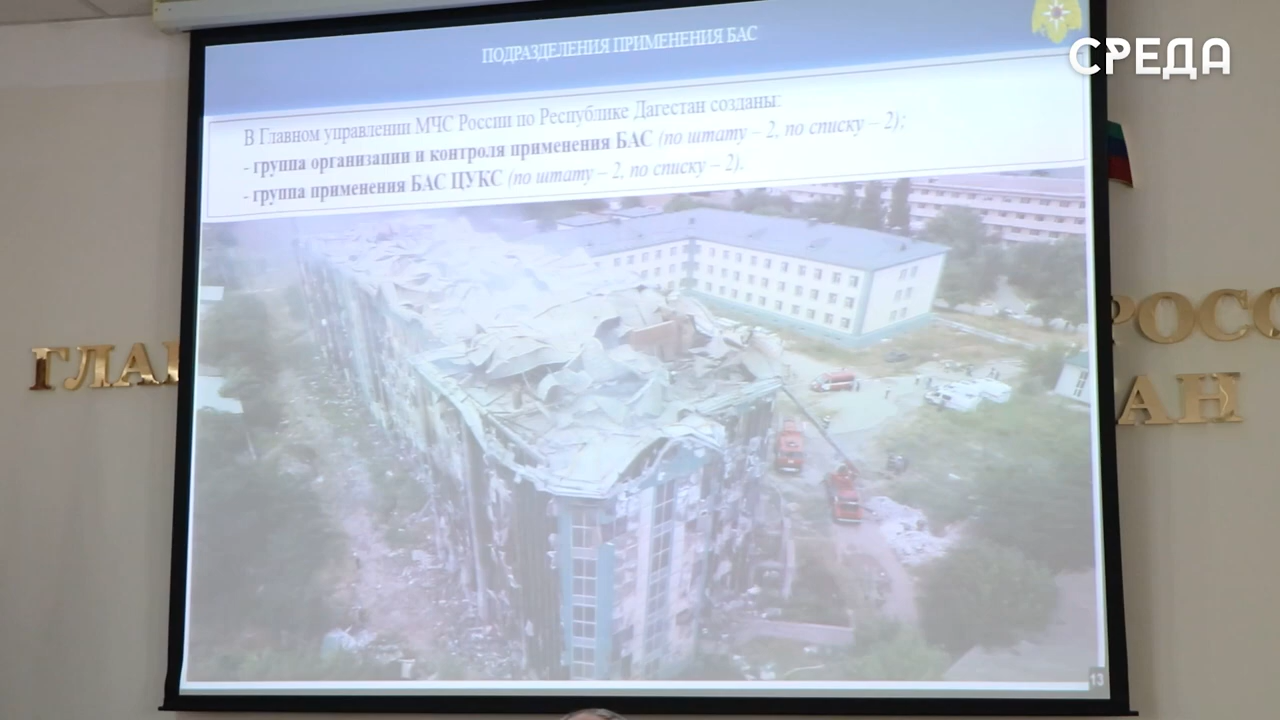 СРЕДА
ПОДРАЗДЕЛЕНИЯ ПРИМЕНЕНИЯ БАС
В Главном управлении МЧС России по Республике Дагестан созданы:
- группа организации и контроля применения БАС (по штату – 2, по списку – 2);
- группа применения БАС ЦУКС (по штату – 2, по списку – 2).
ГЛАВ РОСС
АН
13